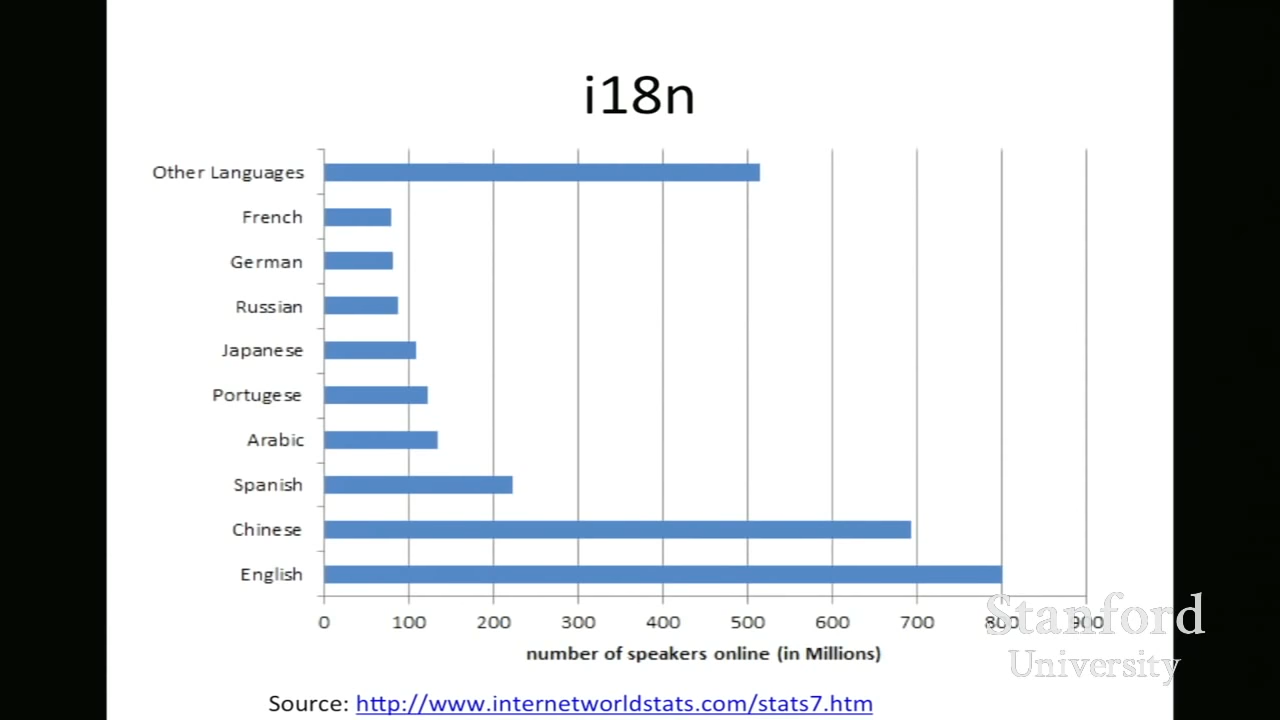 i18n
Other Languages
French
German
Russian
Japanese
Portugese
Arabic
Spanish
Chinese
English
0 100 200 300 400 500 600 700 800 900
number of speakers online (in Millions)
Stanford
University
Source: http://www.internetworldstats.com/stats7.htm